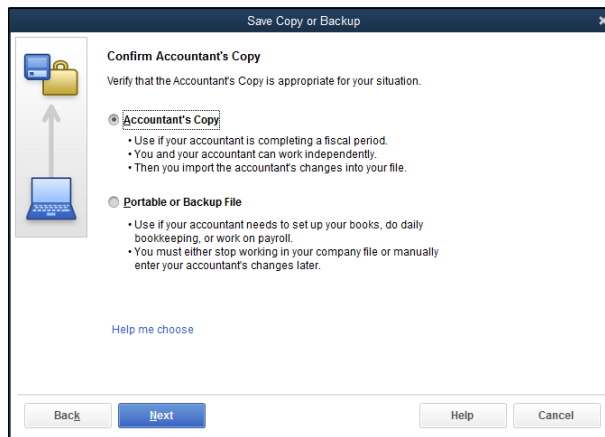 Save Copy or Backup
Confirm Accountant's Copy
Verify that the Accountant's Copy is appropriate for your situation.
Accountant's Copy
• Use if your accountant is completing a fiscal period.
• You and your accountant can work independently.
• Then you import the accountant's changes into your file.
Portable or Backup File
• Use if your accountant needs to set up your books, do daily
bookkeeping, or work on payroll.
• You must either stop working in your company file or manually
enter your accountant's changes later.
Help me choose
Back Next Help Cancel